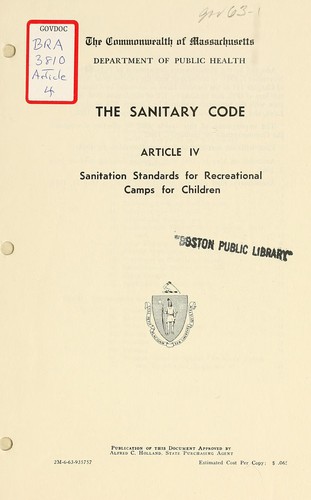 gov 63-1
GOVDOC
BRA
3810
Article
4
The Commonwealth of Massachusetts
DEPARTMENT OF PUBLIC HEALTH
THE SANITARY CODE
ARTICLE IV
Sanitation Standards for Recreational
Camps for Children
BOSTON PUBLIC LIBRARY
PUBLICATION OF THIS DOCUMENT APPROVED BY
ALFRED C. HOLLAND, STATE PURCHASING AGENT
2M-6-63-935757
Estimated Cost Per Copy: $ .042